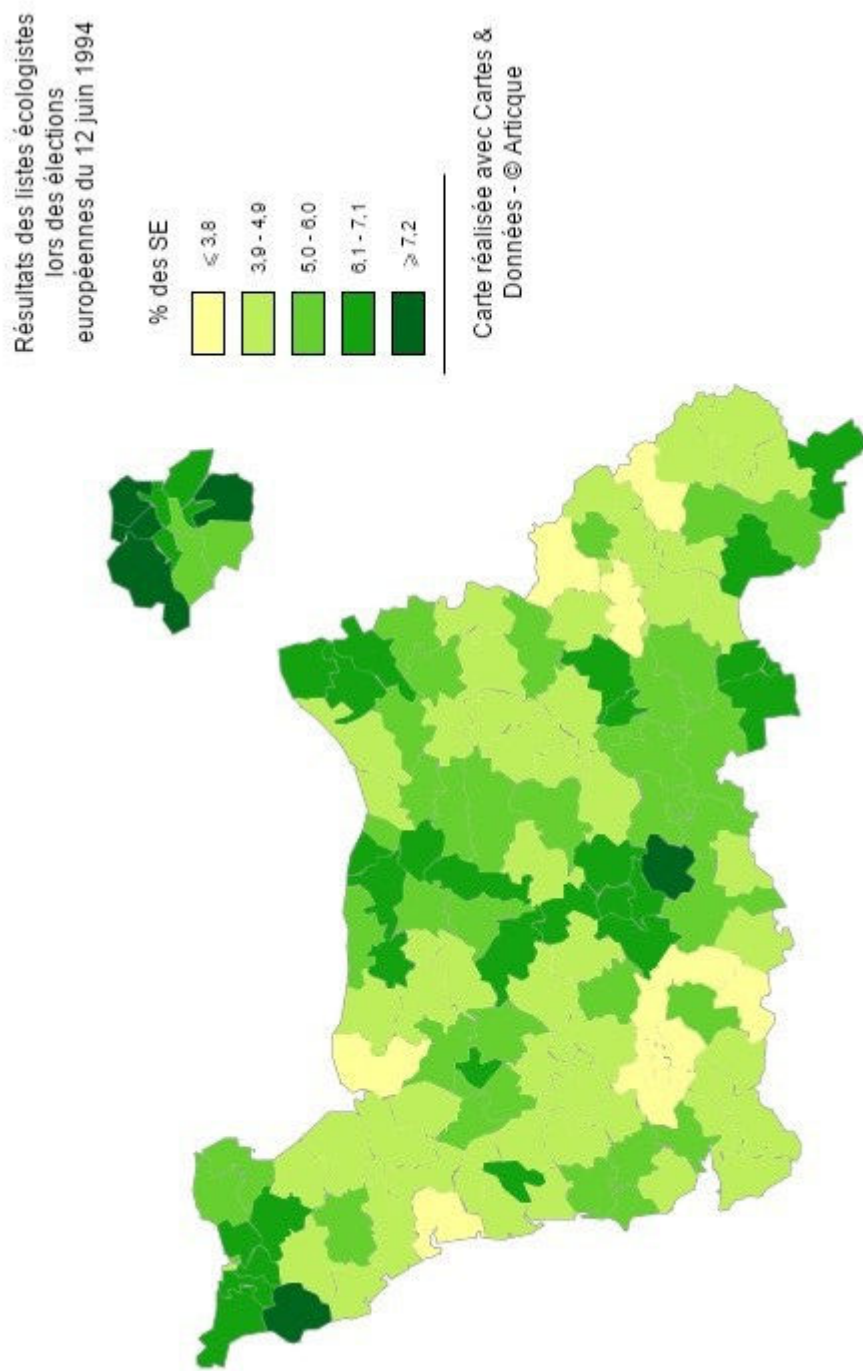 Résultats des listes écologistes
lors des élections
européennes du 12 juin 1994
% des SE
⩽ 3,8
3,9 - 4,9
5,0 - 6,0
6,1 - 7,1
⩾ 7,2
Carte réalisée avec Cartes &
Données - © Articque